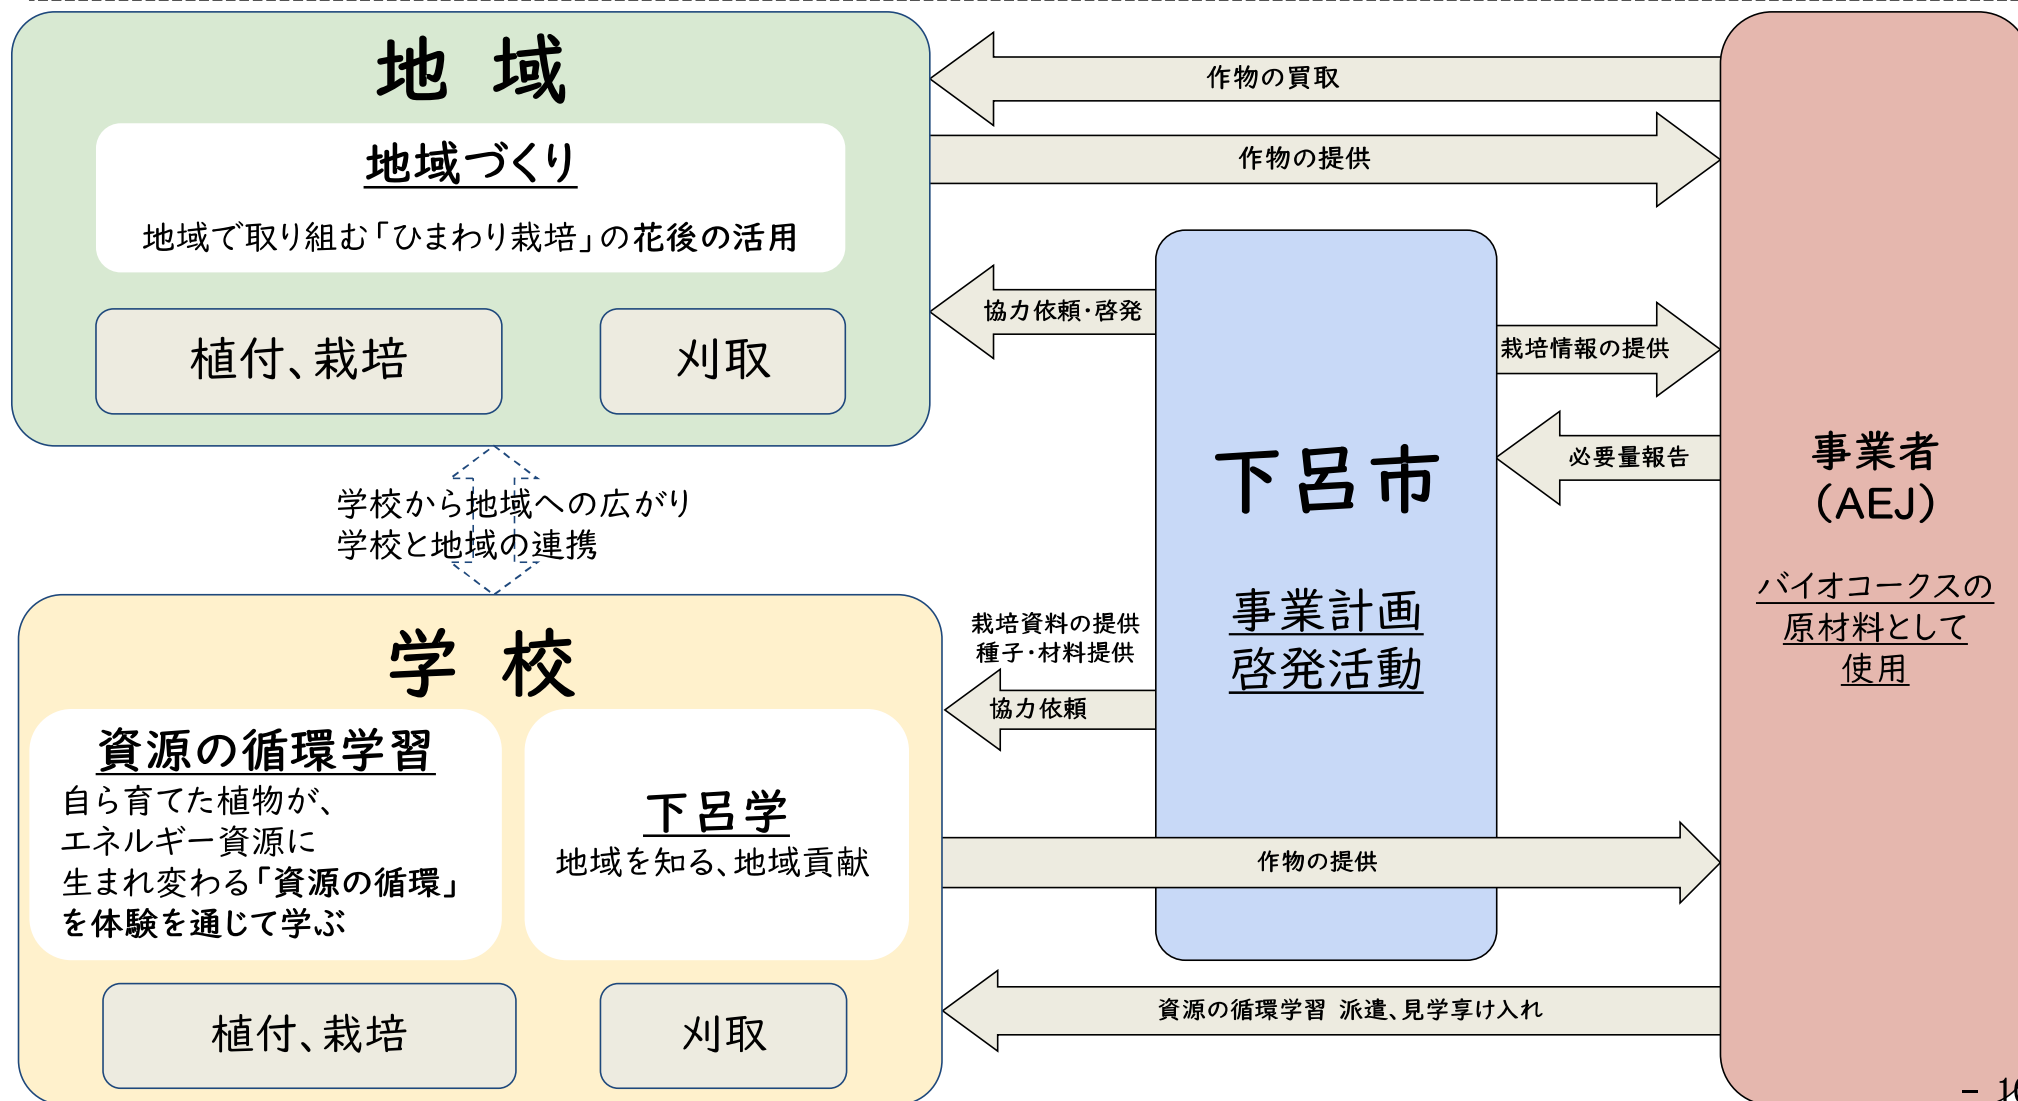 地 域
地域づくり
地域で取り組む「ひまわり栽培」の花後の活用
植付、栽培
刈取
作物の買取
作物の提供
協力依頼・啓発
栽培情報の提供
必要量報告
下呂市
事業計画
啓発活動
事業者
(AEJ)
バイオコークスの
原材料として
使用
学校から地域への広がり
学校と地域の連携
学 校
資源の循環学習
自ら育てた植物が、
エネルギー資源に
生まれ変わる「資源の循環」
を体験を通じて学ぶ
下呂学
地域を知る、地域貢献
植付、栽培
刈取
栽培資料の提供
種子・材料提供
協力依頼
作物の提供
資源の循環学習 派遣、見学享け入れ